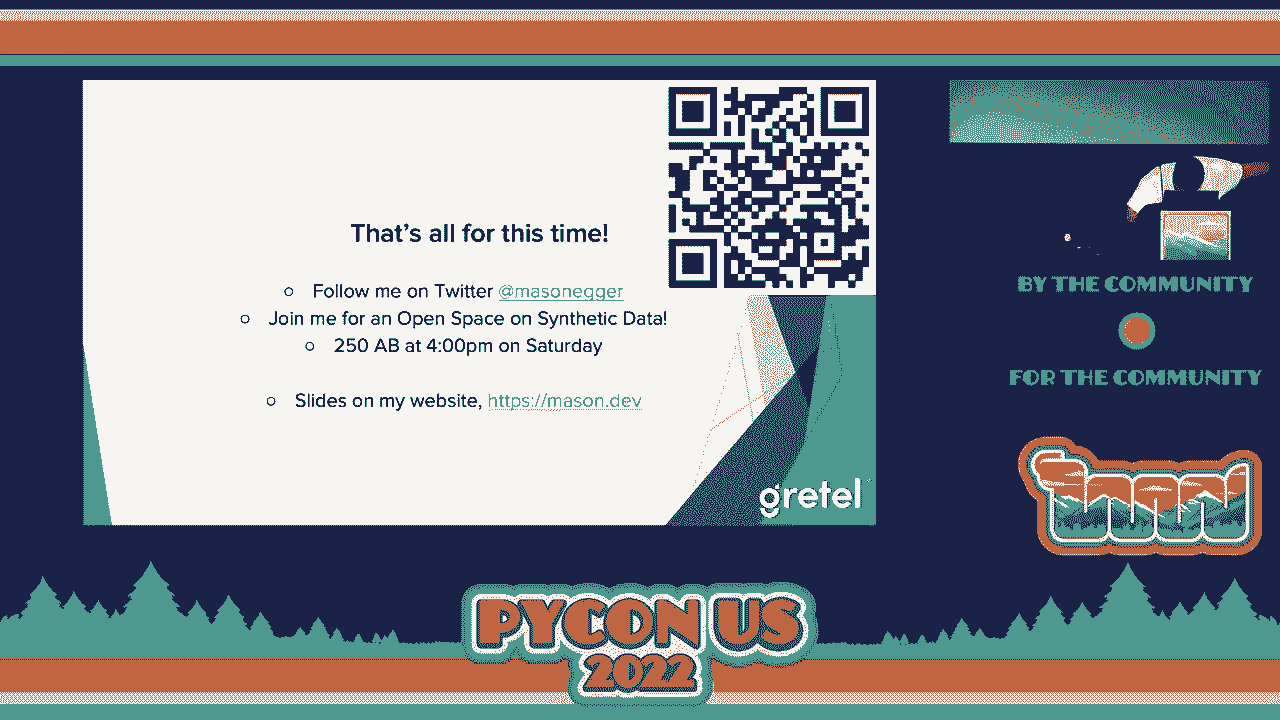 That's all for this time!
Follow me on Twitter @masonegger
Join me for an Open Space on Synthetic Data!
250 AB at 4:00pm on Saturday
Slides on my website, https://mason.dev
gretel
BY THE COMMUNITY
FOR THE COMMUNITY
PYCON US
2022